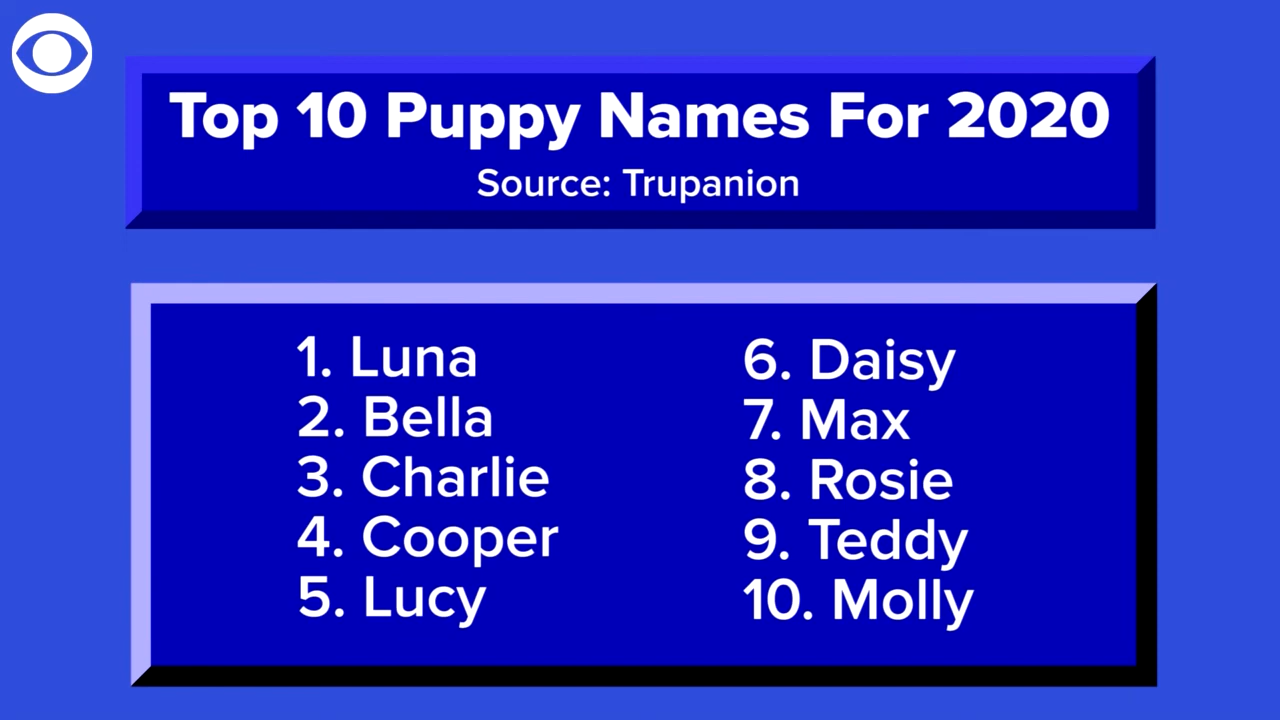 Top 10 Puppy Names For 2020
Source: Trupanion
1. Luna
2. Bella
3. Charlie
4. Cooper
5. Lucy
6. Daisy
7. Max
8. Rosie
9. Teddy
10. Molly